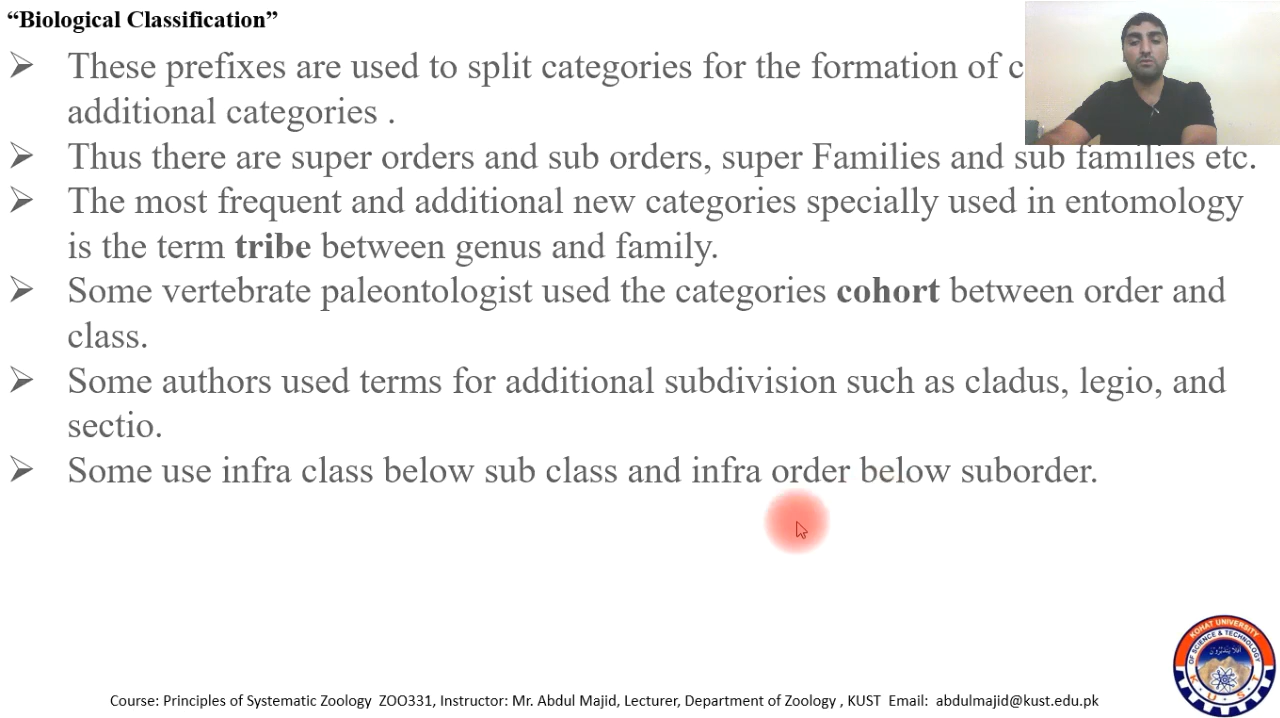 “Biological Classification”
➢ These prefixes are used to split categories for the formation of
additional categories .
➢ Thus there are super orders and sub orders, super Families and sub families etc.
➢ The most frequent and additional new categories specially used in entomology
is the term tribe between genus and family.
➢ Some vertebrate paleontologist used the categories cohort between order and
class.
➢ Some authors used terms for additional subdivision such as cladus, legio, and
sectio.
➢ Some use infra class below sub class and infra order below suborder.
KOHAT UNIVERSITY
OF SCIENCE & TECHNOLOGY
K U S T
Course: Principles of Systematic Zoology ZOO331, Instructor: Mr. Abdul Majid, Lecturer, Department of Zoology , KUST Email: abdulmajid@kust.edu.pk